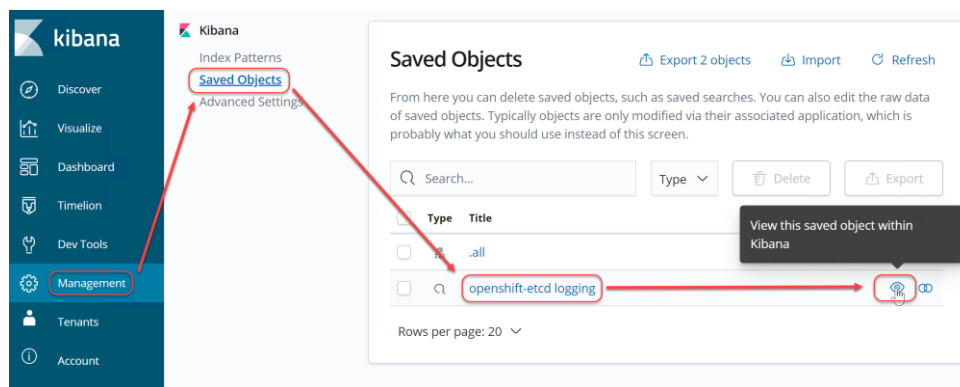 kibana
Discover
Visualize
Dashboard
Timelion
Dev Tools
Management
Tenants
Account
Kibana
Index Patterns
Saved Objects
Advanced Settings
Saved Objects
Export 2 objects
Import
Refresh
From here you can delete saved objects, such as saved searches. You can also edit the raw data
of saved objects. Typically objects are only modified via their associated application, which is
probably what you should use instead of this screen.
Search...
Type
Delete
Export
Type Title
View this saved object within
Kibana
.all
openshift-etcd logging
Rows per page: 20